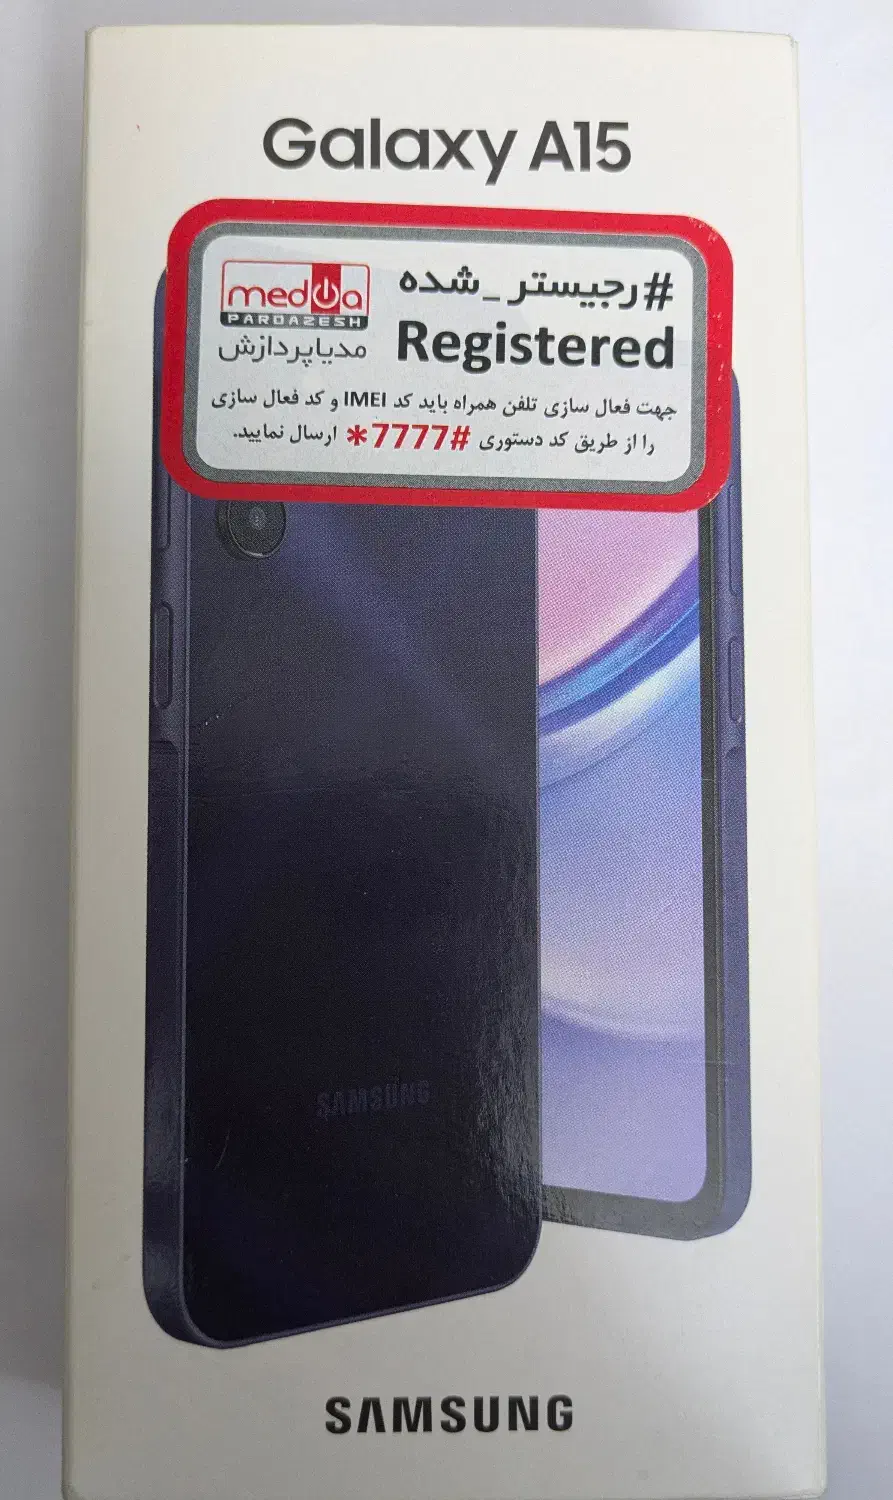 Galaxy A15
#رجیستر_شده
Registered
media
PARDAZESH
مدیاپردازش
جهت فعال سازی تلفن همراه باید کد IMEI و کد فعال سازی
را از طریق کد دستوری #7777* ارسال نمایید.
SAMSUNG
SAMSUNG